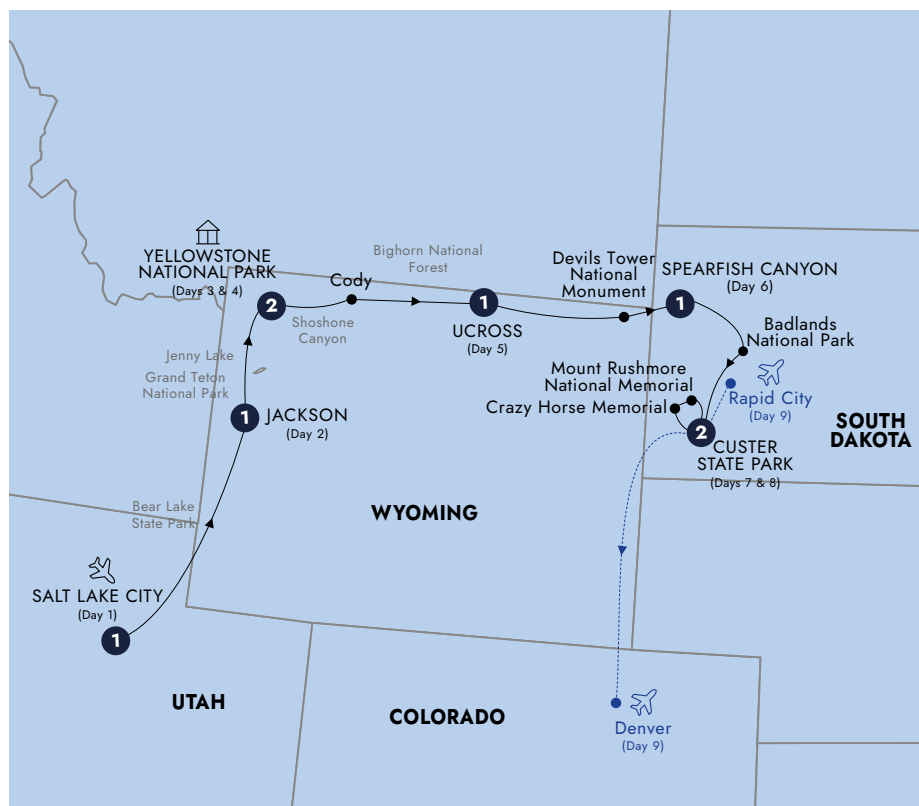 YELLOWSTONE
NATIONAL PARK
(Days 3 & 4)
2
Cody
Bighorn National
Forest
Shoshone
Canyon
1
UCROSS
(Day 5)
Devils Tower
National
Monument
SPEARFISH CANYON
(Day 6)
1
Badlands
National Park
Jenny Lake
Grand Teton
National Park
1
JACKSON
(Day 2)
Mount Rushmore
National Memorial
Crazy Horse Memorial
Rapid City
(Day 9)
2
CUSTER
STATE PARK
(Days 7 & 8)
SOUTH
DAKOTA
Bear Lake
State Park
WYOMING
SALT LAKE CITY
(Day 1)
1
UTAH
COLORADO
Denver
(Day 9)